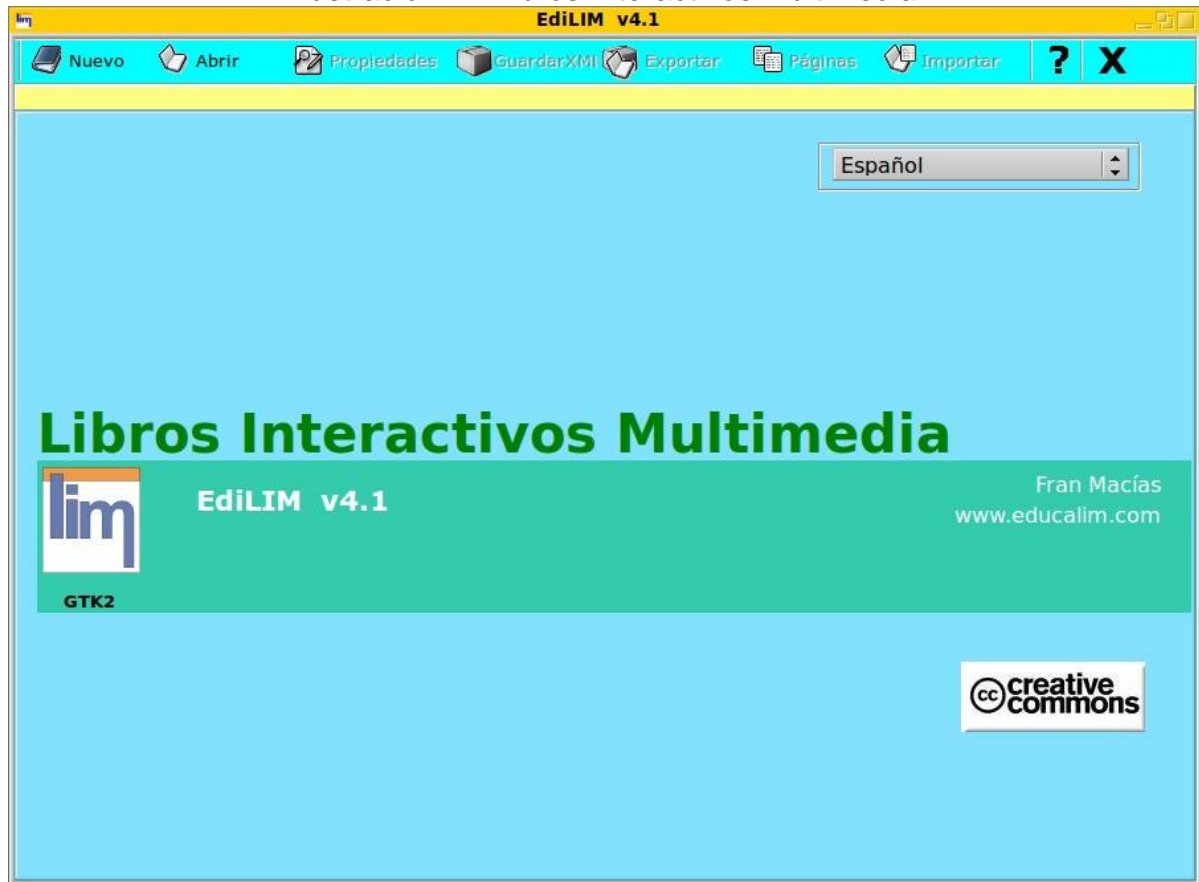 EdiLIM v4.1
Nuevo Abrir Propiedades GuardarXMl Exportar Páginas Importar ? X
Español
Libros Interactivos Multimedia
lim
EdiLIM v4.1
Fran Macías
www.educalim.com
GTK2
cc creative commons